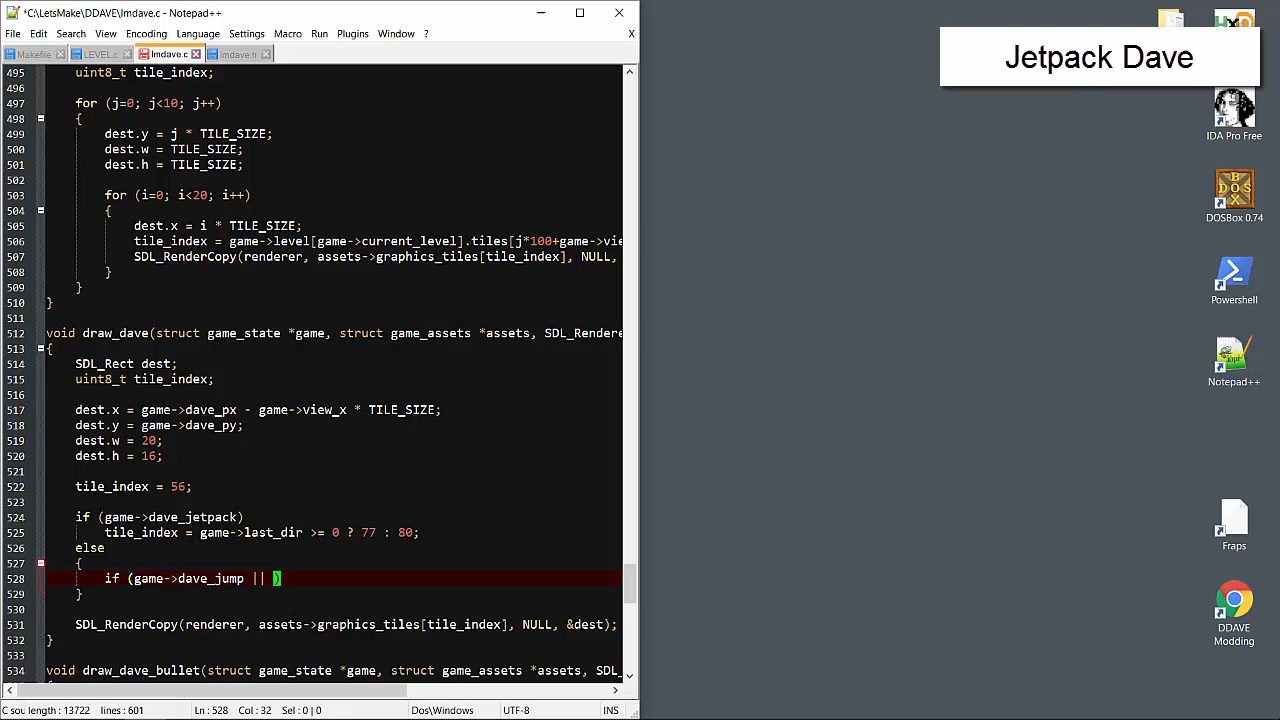 *C:\LetsMake\DDAVE\lmdave.c - Notepad++
File Edit Search View Encoding Language Settings Macro Run Plugins Window ? X
Makefile LEVEL.c lmdave.c lmdave.h
495 uint8_t tile_index;
496
497 for (j=0; j<10; j++)
498 {
499 dest.y = j * TILE_SIZE;
500 dest.w = TILE_SIZE;
501 dest.h = TILE_SIZE;
502
503 for (i=0; i<20; i++)
504 {
505 dest.x = i * TILE_SIZE;
506 tile_index = game->level[game->current_level].tiles[j*100+game->vie
507 SDL_RenderCopy(renderer, assets->graphics_tiles[tile_index], NULL,
508 }
509 }
510 }
511
512 void draw_dave(struct game_state *game, struct game_assets *assets, SDL_Rendere
513 {
514 SDL_Rect dest;
515 uint8_t tile_index;
516
517 dest.x = game->dave_px - game->view_x * TILE_SIZE;
518 dest.y = game->dave_py;
519 dest.w = 20;
520 dest.h = 16;
521
522 tile_index = 56;
523
524 if (game->dave_jetpack)
525 tile_index = game->last_dir >= 0 ? 77 : 80;
526 else
527 {
528 if (game->dave_jump || )
529 }
530
531 SDL_RenderCopy(renderer, assets->graphics_tiles[tile_index], NULL, &dest);
532 }
533
534 void draw_dave_bullet(struct game_state *game, struct game_assets *assets, SDL_
C sou length : 13722 lines : 601 Ln : 528 Col : 32 Sel : 0 | 0 Dos\Windows UTF-8 INS
Jetpack Dave
IDA Pro Free
BOX
DOS
DOSBox 0.74
Powershell
Notepad++
Fraps
DDAVE
Modding